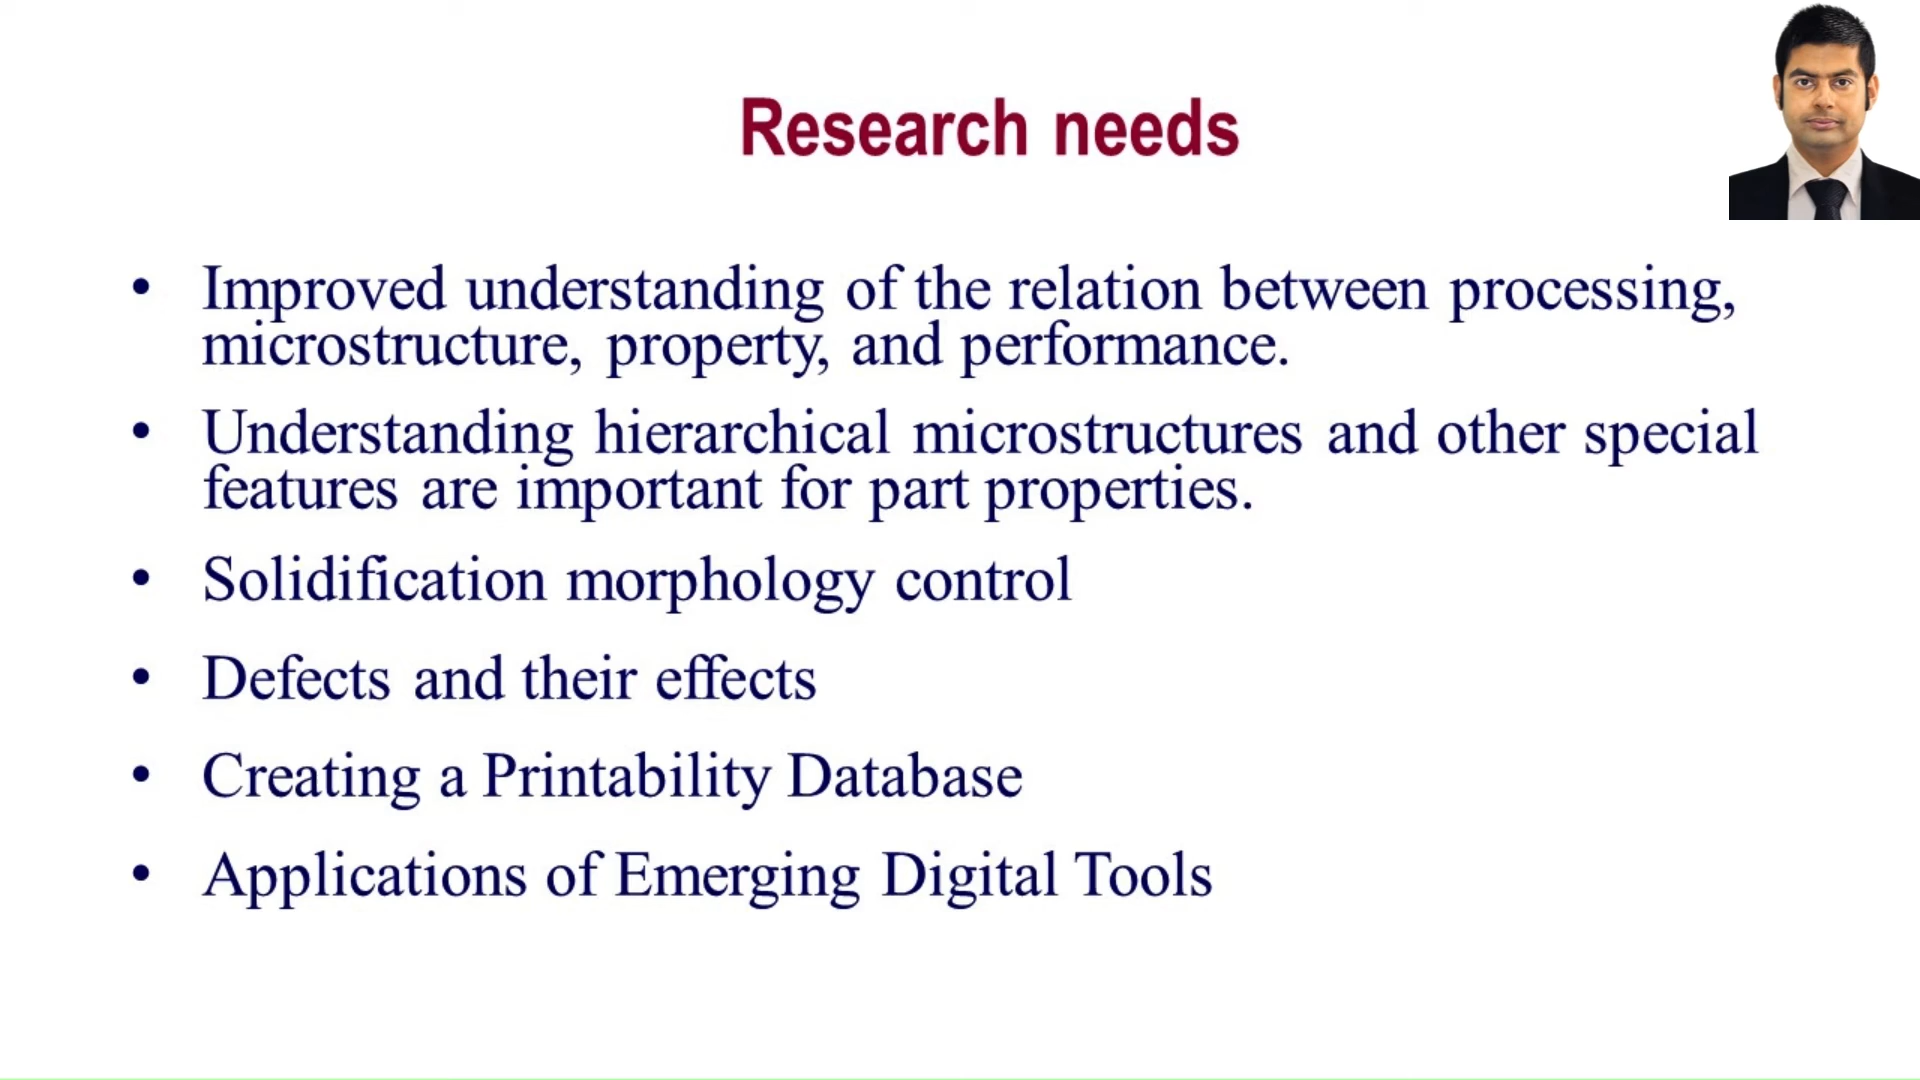 Research needs
• Improved understanding of the relation between processing,
microstructure, property, and performance.
• Understanding hierarchical microstructures and other special
features are important for part properties.
• Solidification morphology control
• Defects and their effects
• Creating a Printability Database
• Applications of Emerging Digital Tools